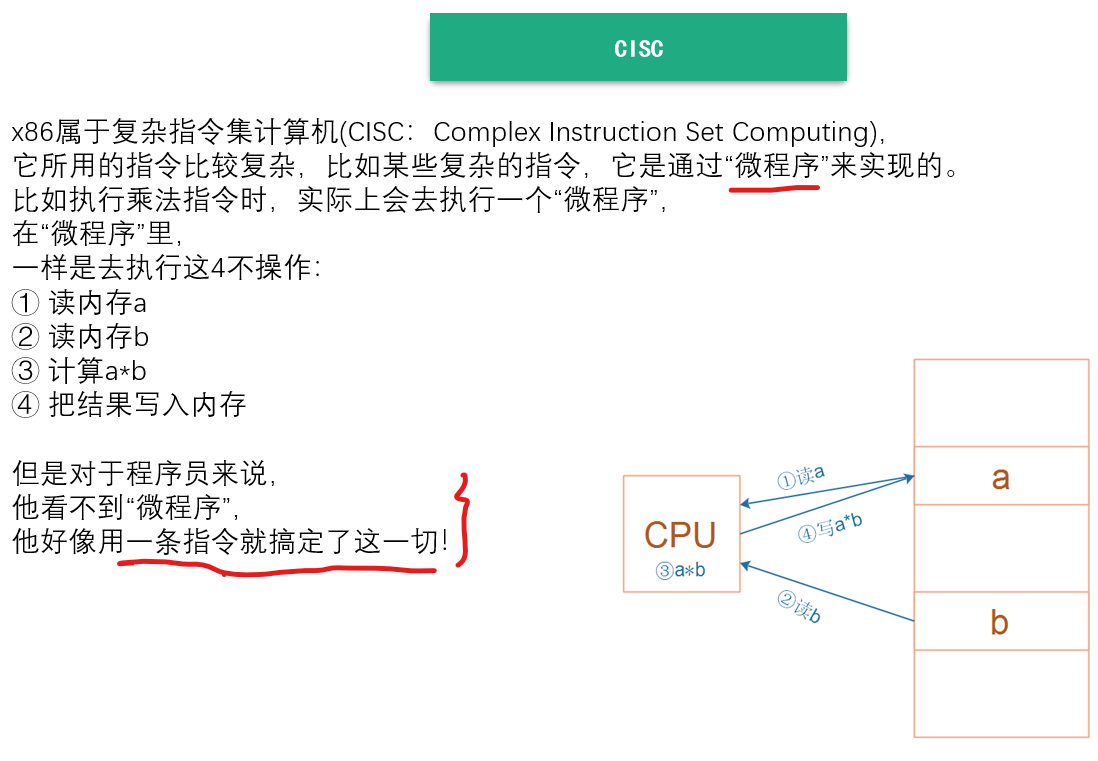 CISC
x86属于复杂指令集计算机(CISC：Complex Instruction Set Computing),
它所用的指令比较复杂，比如某些复杂的指令，它是通过“微程序”来实现的。
比如执行乘法指令时，实际上会去执行一个“微程序”,
在“微程序”里,
一样是去执行这4不操作：
① 读内存a
② 读内存b
③ 计算a*b
④ 把结果写入内存
但是对于程序员来说,
他看不到“微程序”,
他好像用一条指令就搞定了这一切!
①读a
a
CPU
④写a*b
③a*b
②读b
b